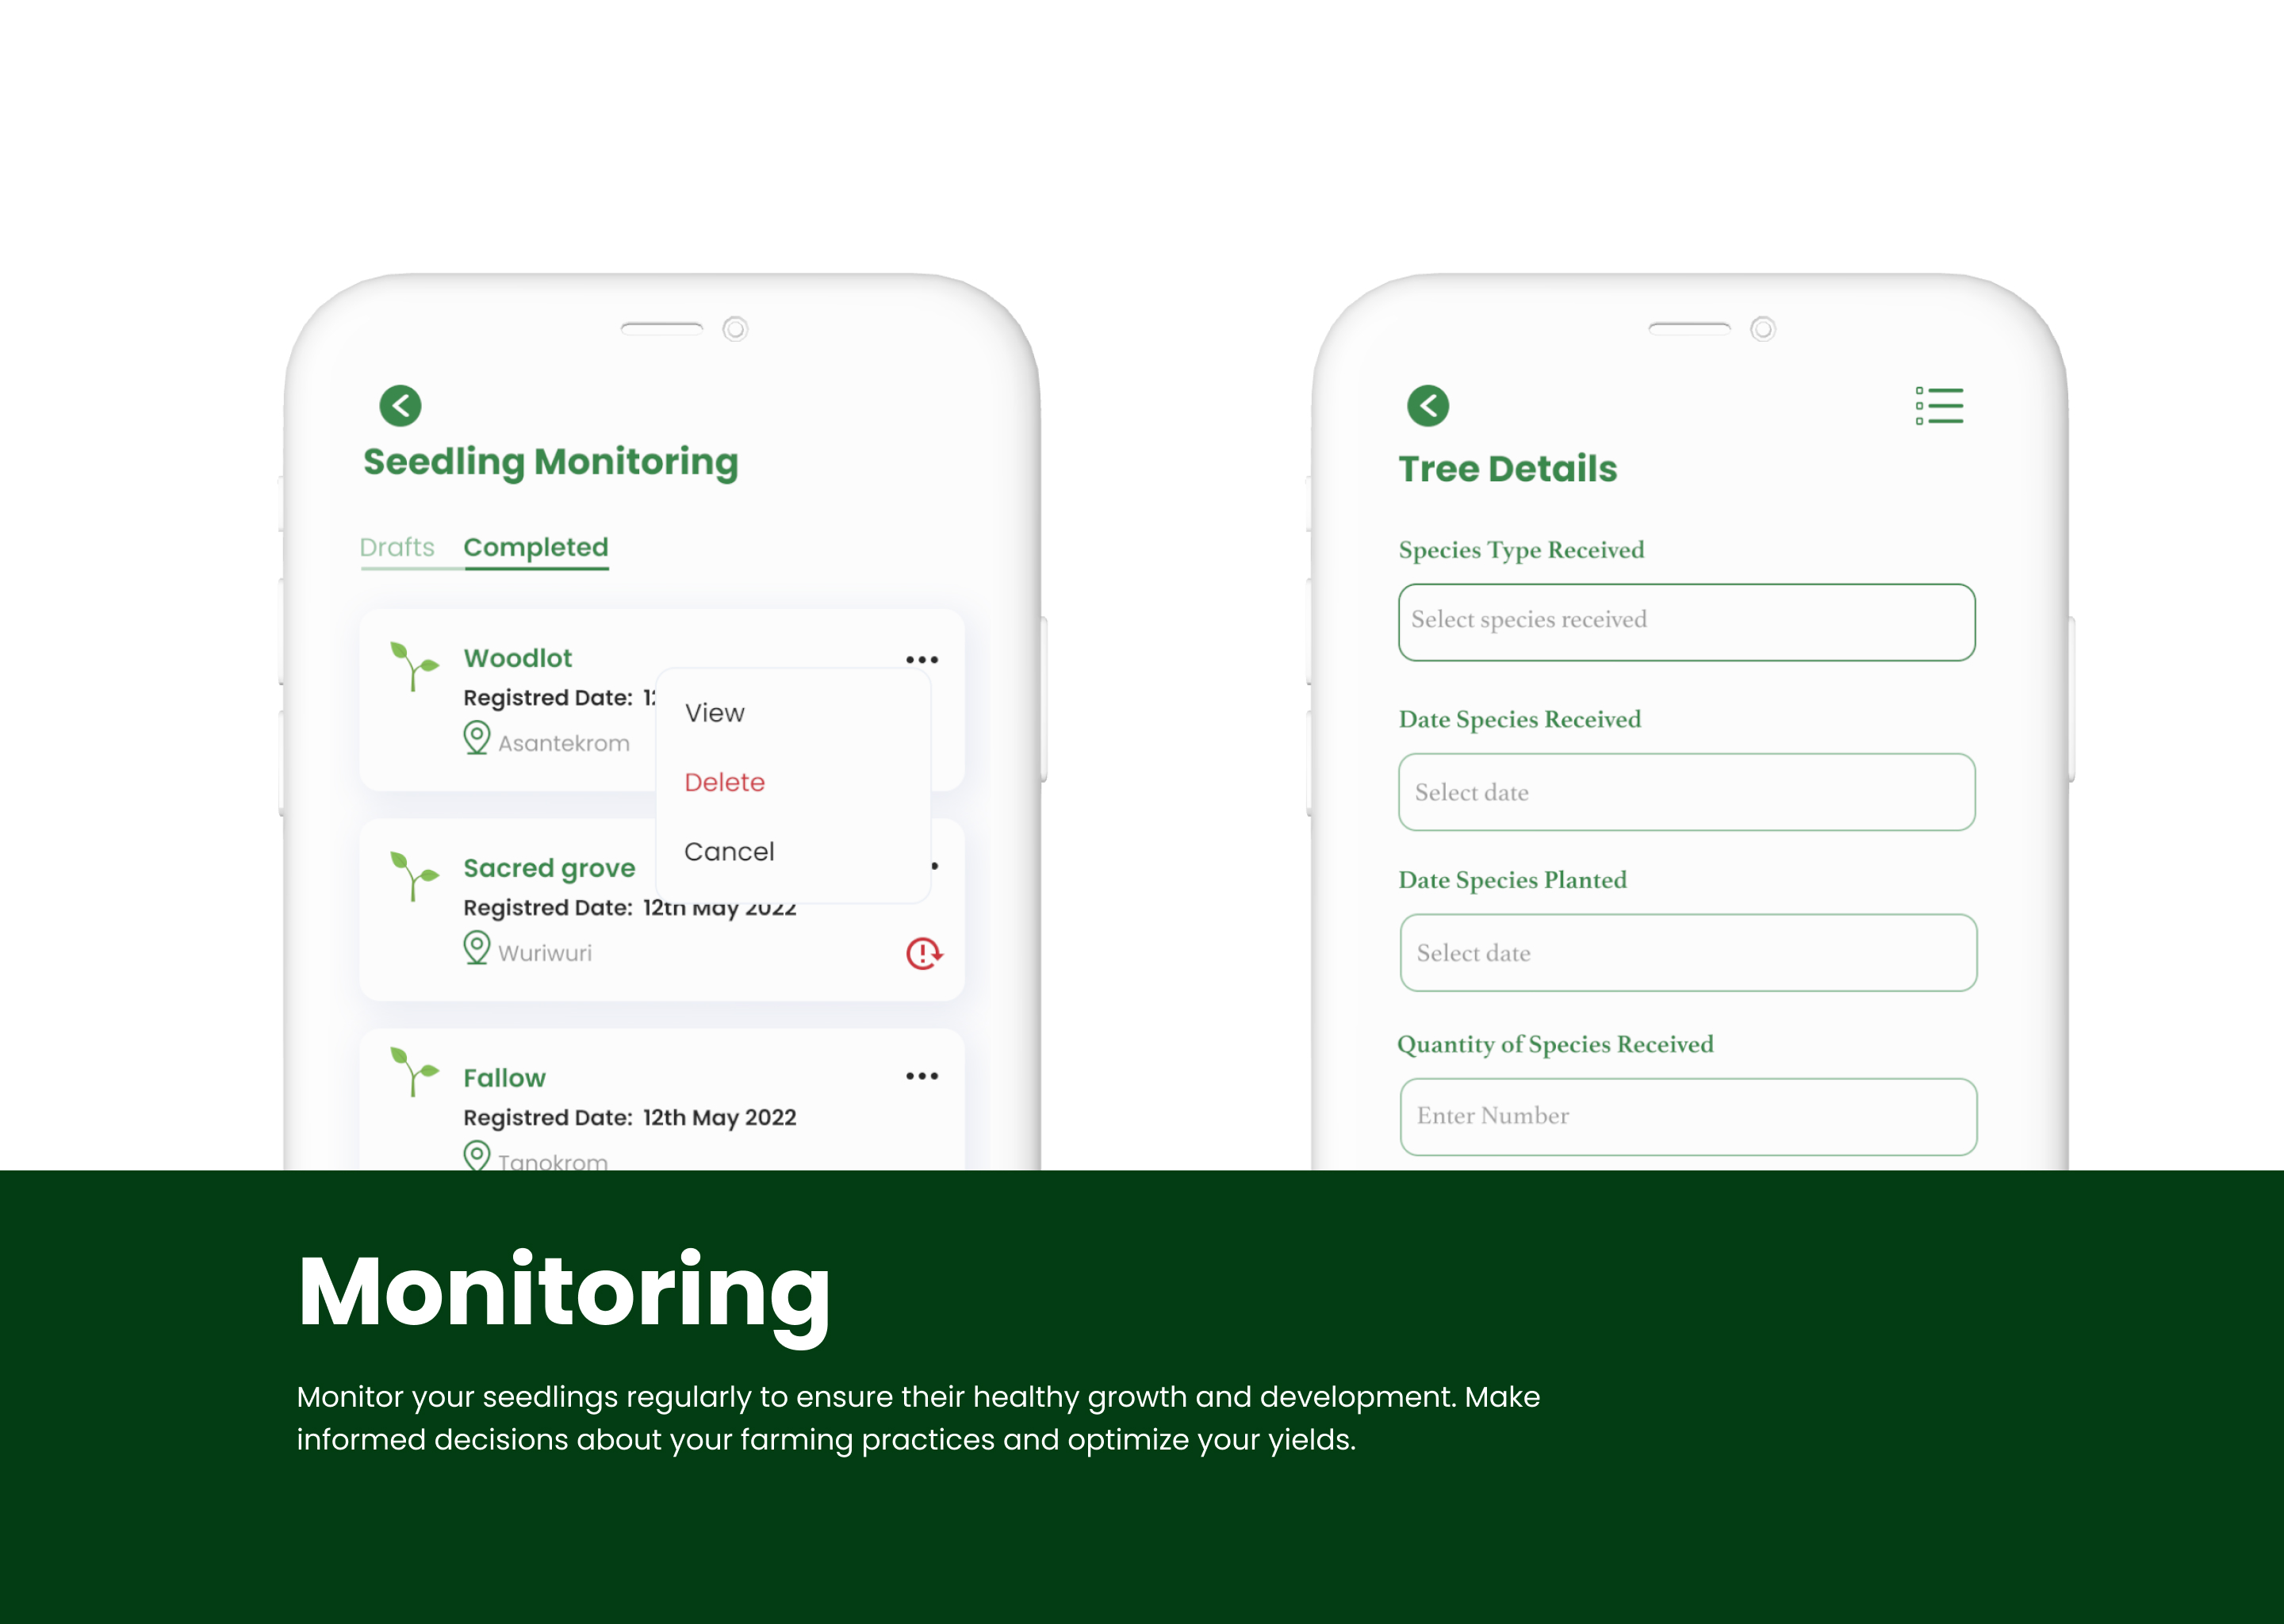 Seedling Monitoring
Drafts Completed
Woodlot
Registred Date:
Asantekrom
View
Delete
Cancel
Sacred grove
Registred Date: 12th May 2022
Wuriwuri
Fallow
Registred Date: 12th May 2022
Tanokrom
Tree Details
Species Type Received
Select species received
Date Species Received
Select date
Date Species Planted
Select date
Quantity of Species Received
Enter Number
Monitoring
Monitor your seedlings regularly to ensure their healthy growth and development. Make
informed decisions about your farming practices and optimize your yields.